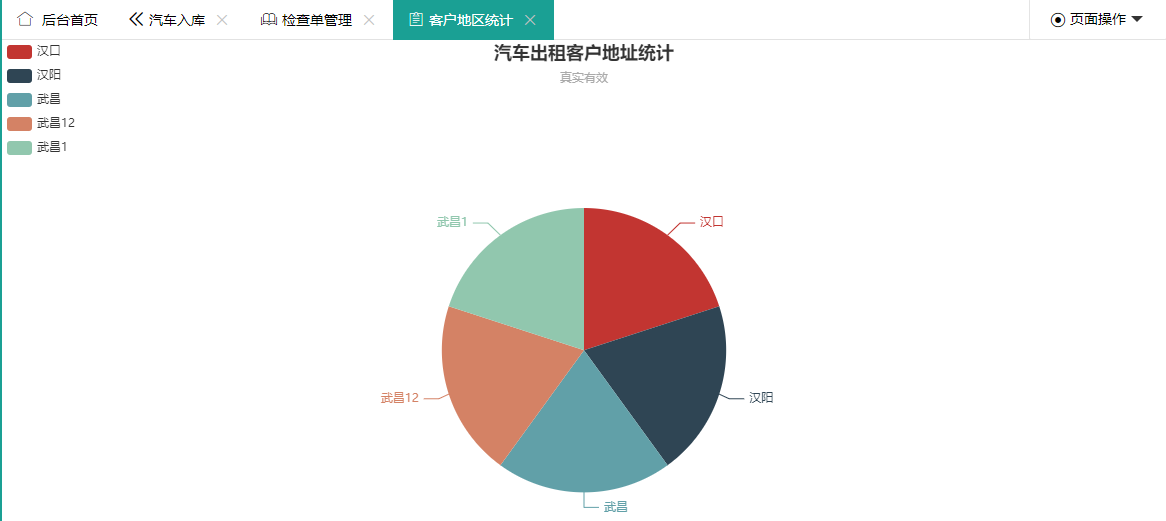 后台首页
汽车入库
检查单管理
客户地区统计
页面操作
汽车出租客户地址统计
真实有效
汉口
汉阳
武昌
武昌12
武昌1
武昌1
汉口
武昌12
汉阳
武昌